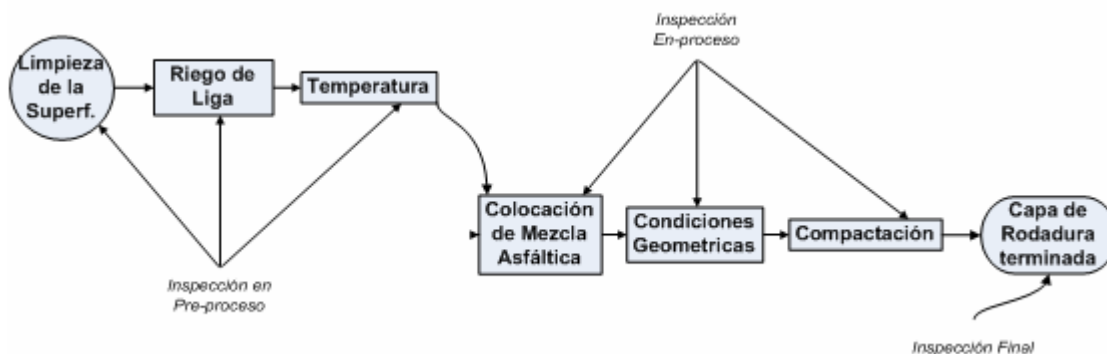 Inspección
En-proceso
Limpieza
de la
Superf.
Riego de
Liga
Temperatura
Colocación
de Mezcla
Asfáltica
Condiciones
Geometricas
Compactación
Capa de
Rodadura
terminada
Inspección en
Pre-proceso
Inspección Final